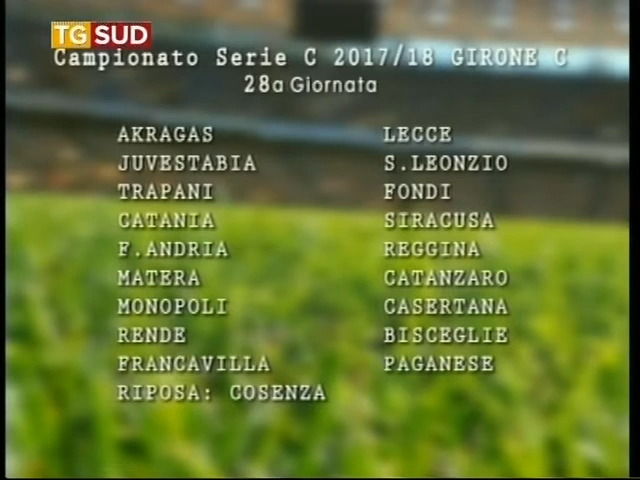 TG SUD
Campionato Serie C 2017/18 GIRONE C
28a Giornata
AKRAGAS LECCE
JUVESTABIA S.LEONZIO
TRAPANI FONDI
CATANIA SIRACUSA
F.ANDRIA REGGINA
MATERA CATANZARO
MONOPOLI CASERTANA
RENDE BISCEGLIE
FRANCAVILLA PAGANESE
RIPOSA: COSENZA